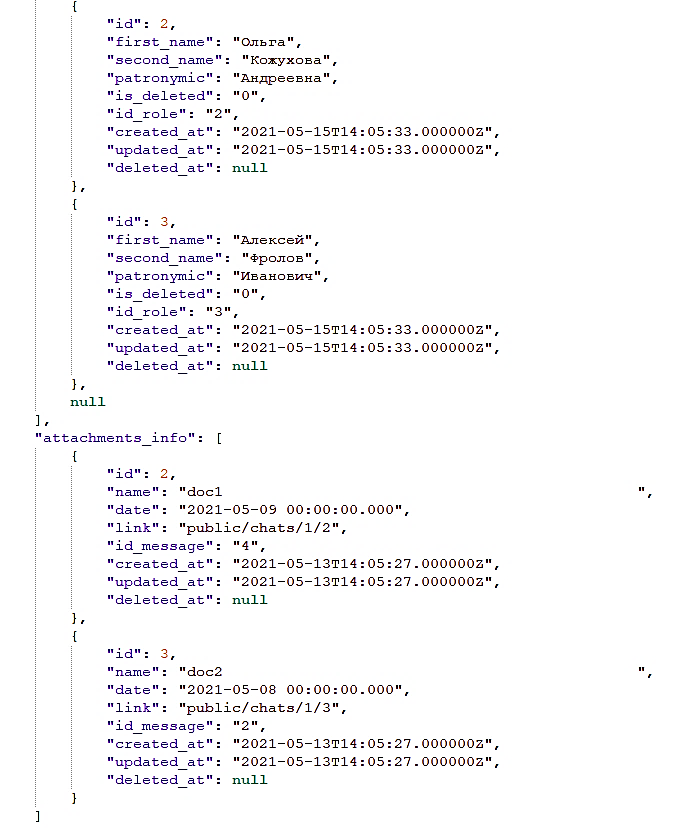 {
"id": 2,
"first_name": "Ольга",
"second_name": "Кожухова",
"patronymic": "Андреевна",
"is_deleted": "0",
"id_role": "2",
"created_at": "2021-05-15T14:05:33.000000Z",
"updated_at": "2021-05-15T14:05:33.000000Z",
"deleted_at": null
},
{
"id": 3,
"first_name": "Алексей",
"second_name": "Фролов",
"patronymic": "Иванович",
"is_deleted": "0",
"id_role": "3",
"created_at": "2021-05-15T14:05:33.000000Z",
"updated_at": "2021-05-15T14:05:33.000000Z",
"deleted_at": null
},
null
],
"attachments_info": [
{
"id": 2,
"name": "doc1                                              ",
"date": "2021-05-09 00:00:00.000",
"link": "public/chats/1/2",
"id_message": "4",
"created_at": "2021-05-13T14:05:27.000000Z",
"updated_at": "2021-05-13T14:05:27.000000Z",
"deleted_at": null
},
{
"id": 3,
"name": "doc2                                              ",
"date": "2021-05-08 00:00:00.000",
"link": "public/chats/1/3",
"id_message": "2",
"created_at": "2021-05-13T14:05:27.000000Z",
"updated_at": "2021-05-13T14:05:27.000000Z",
"deleted_at": null
}
]